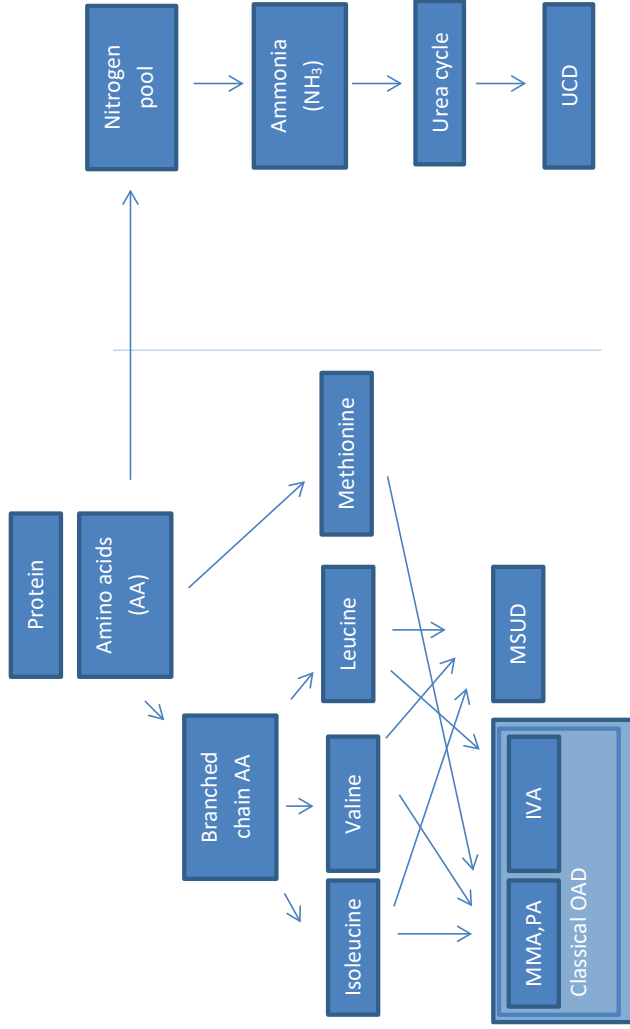 Protein
Amino acids
(AA)
Nitrogen
pool
Ammonia
(NH₃)
Urea cycle
UCD
Branched
chain AA
Isoleucine
Valine
Leucine
Methionine
MMA,PA
IVA
Classical OAD
MSUD